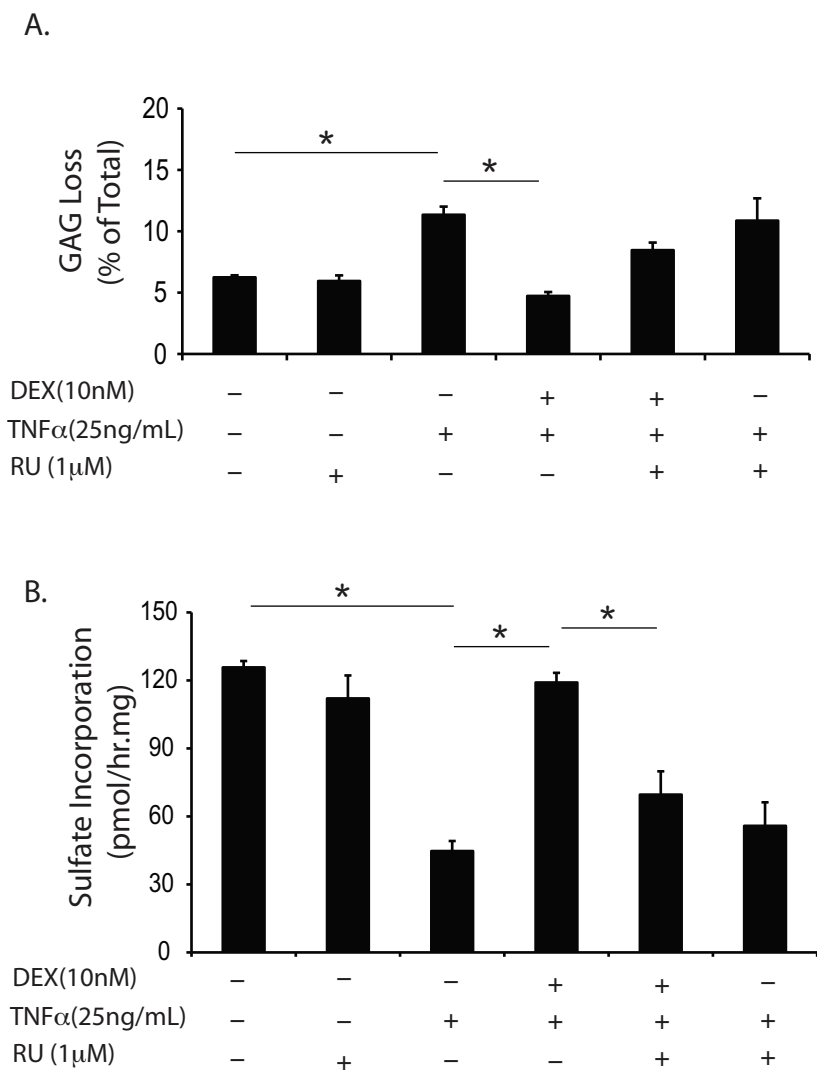 A.
20
15
10
5
0
GAG Loss
(% of Total)
*
*
DEX(10nM) – – – + + –
TNFα(25ng/mL) – – + + + +
RU (1μM) – + – – + +
B.
150
120
90
60
30
0
Sulfate Incorporation
(pmol/hr.mg)
*
*
*
DEX(10nM) – – – + + –
TNFα(25ng/mL) – – + + + +
RU (1μM) – + – – + +